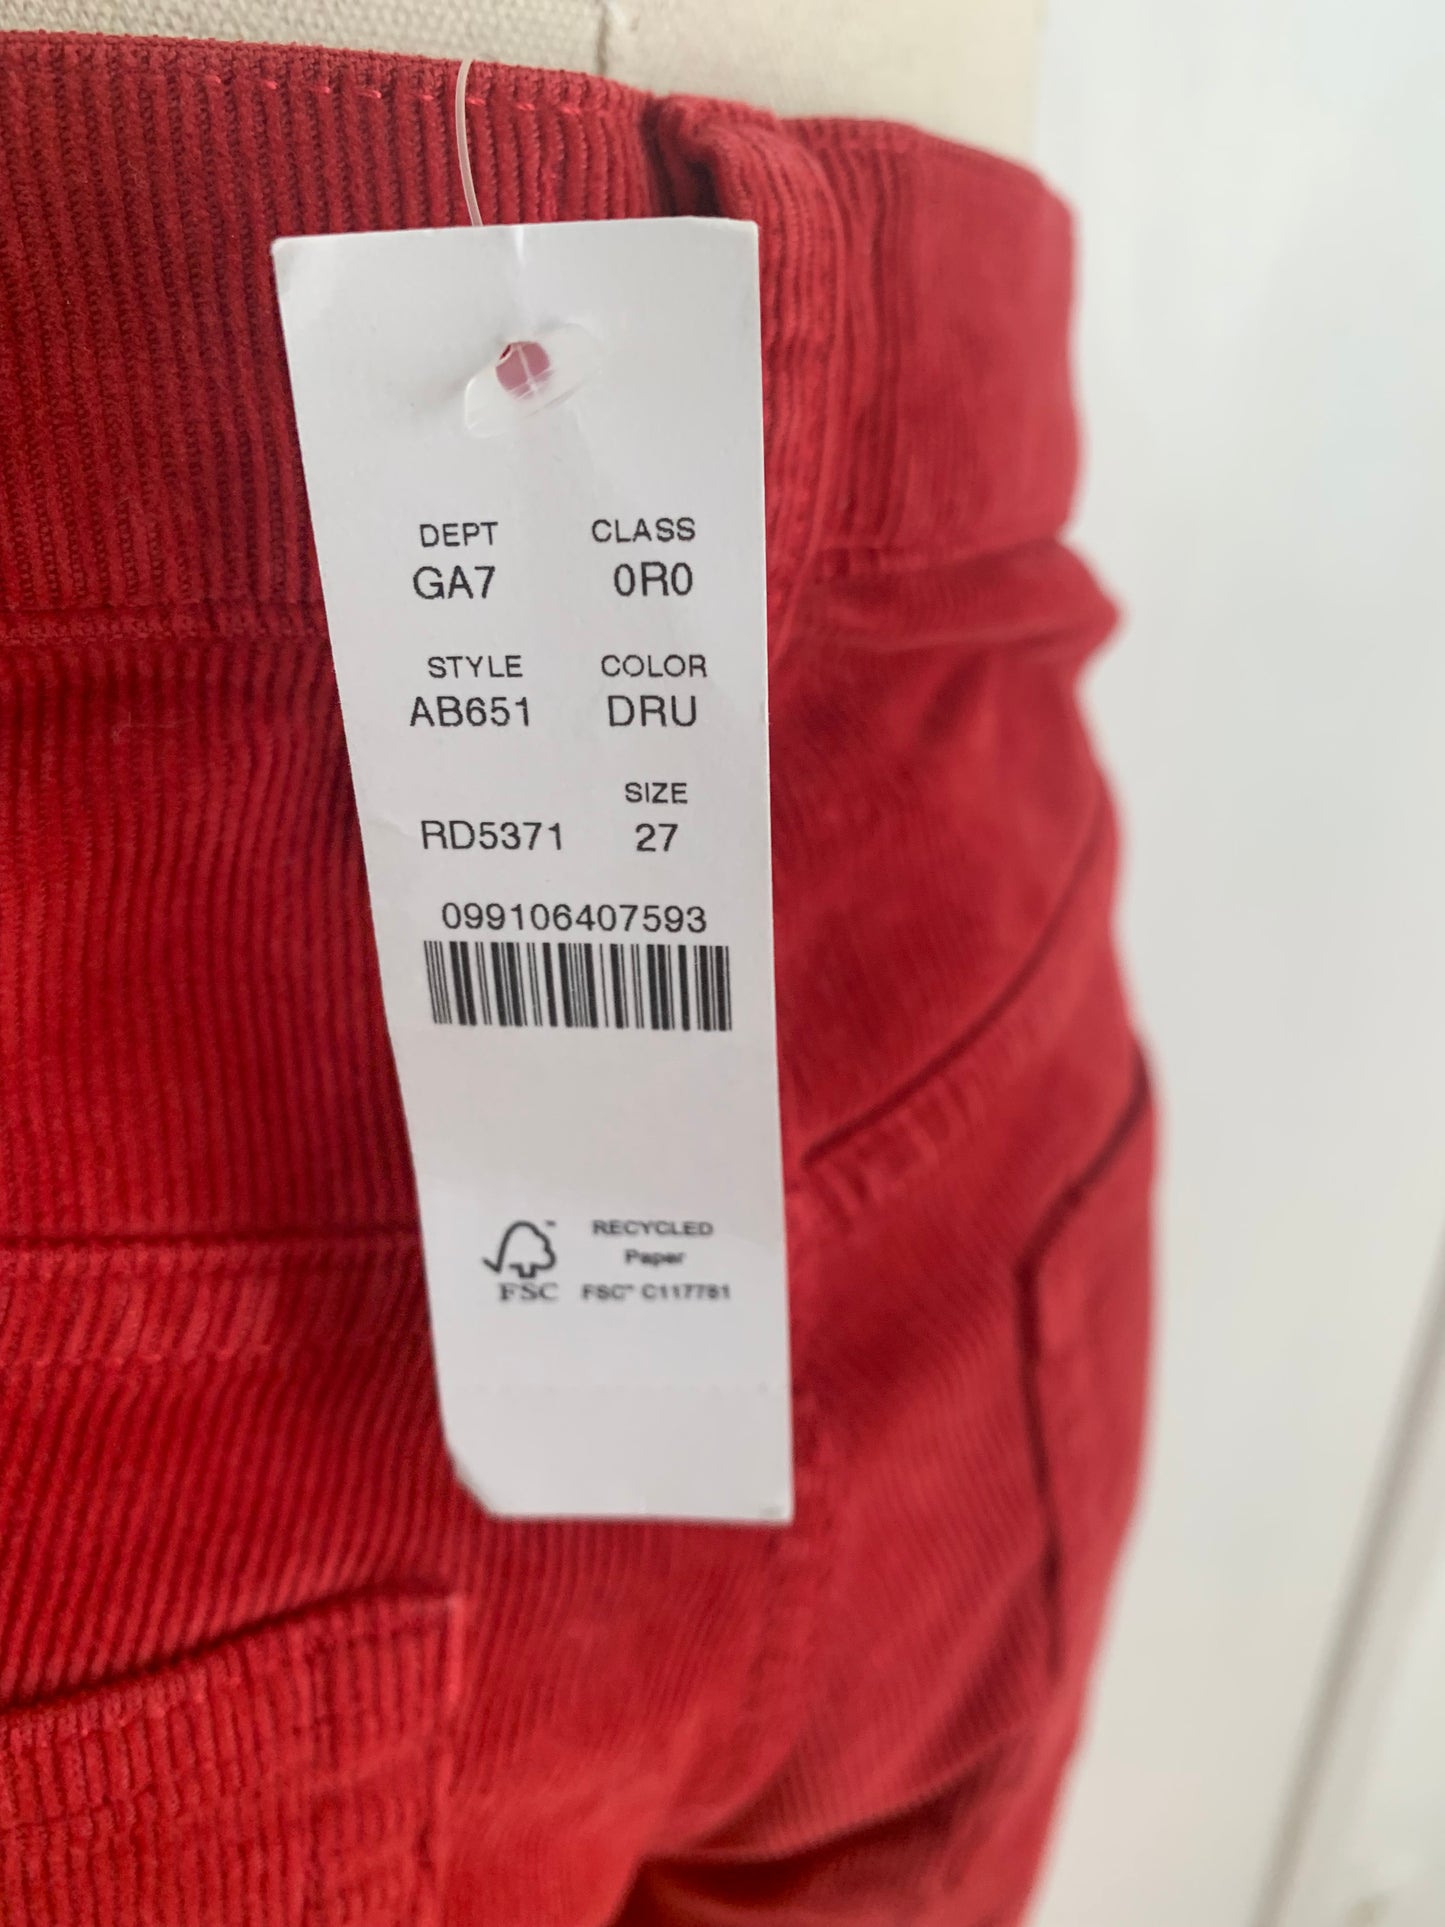 DEPT CLASS
GA7 0R0
STYLE COLOR
AB651 DRU
SIZE
RD5371 27
099106407593
RECYCLED
Paper
FSC FSC™ C117781